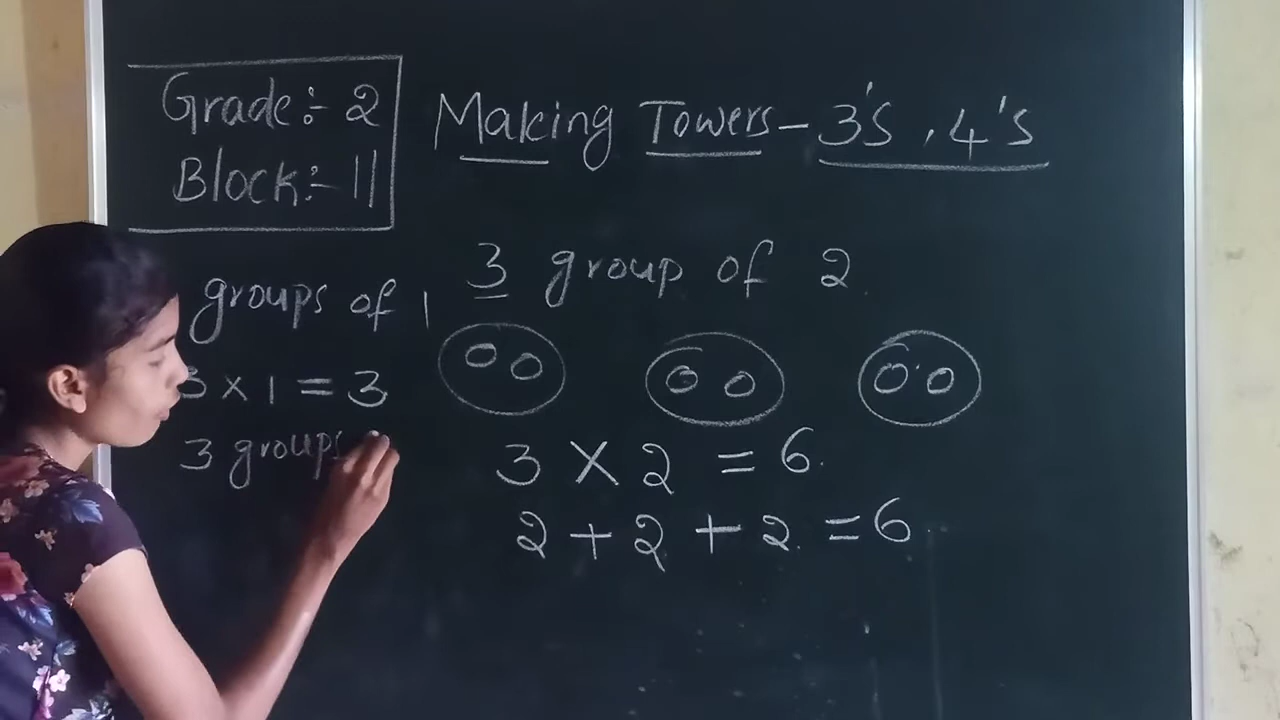 Grade:- 2
Block:- 11
Making Towers - 3's, 4's
groups of 1
3 × 1 = 3
3 groups
3 group of 2
3 × 2 = 6.
2 + 2 + 2 = 6